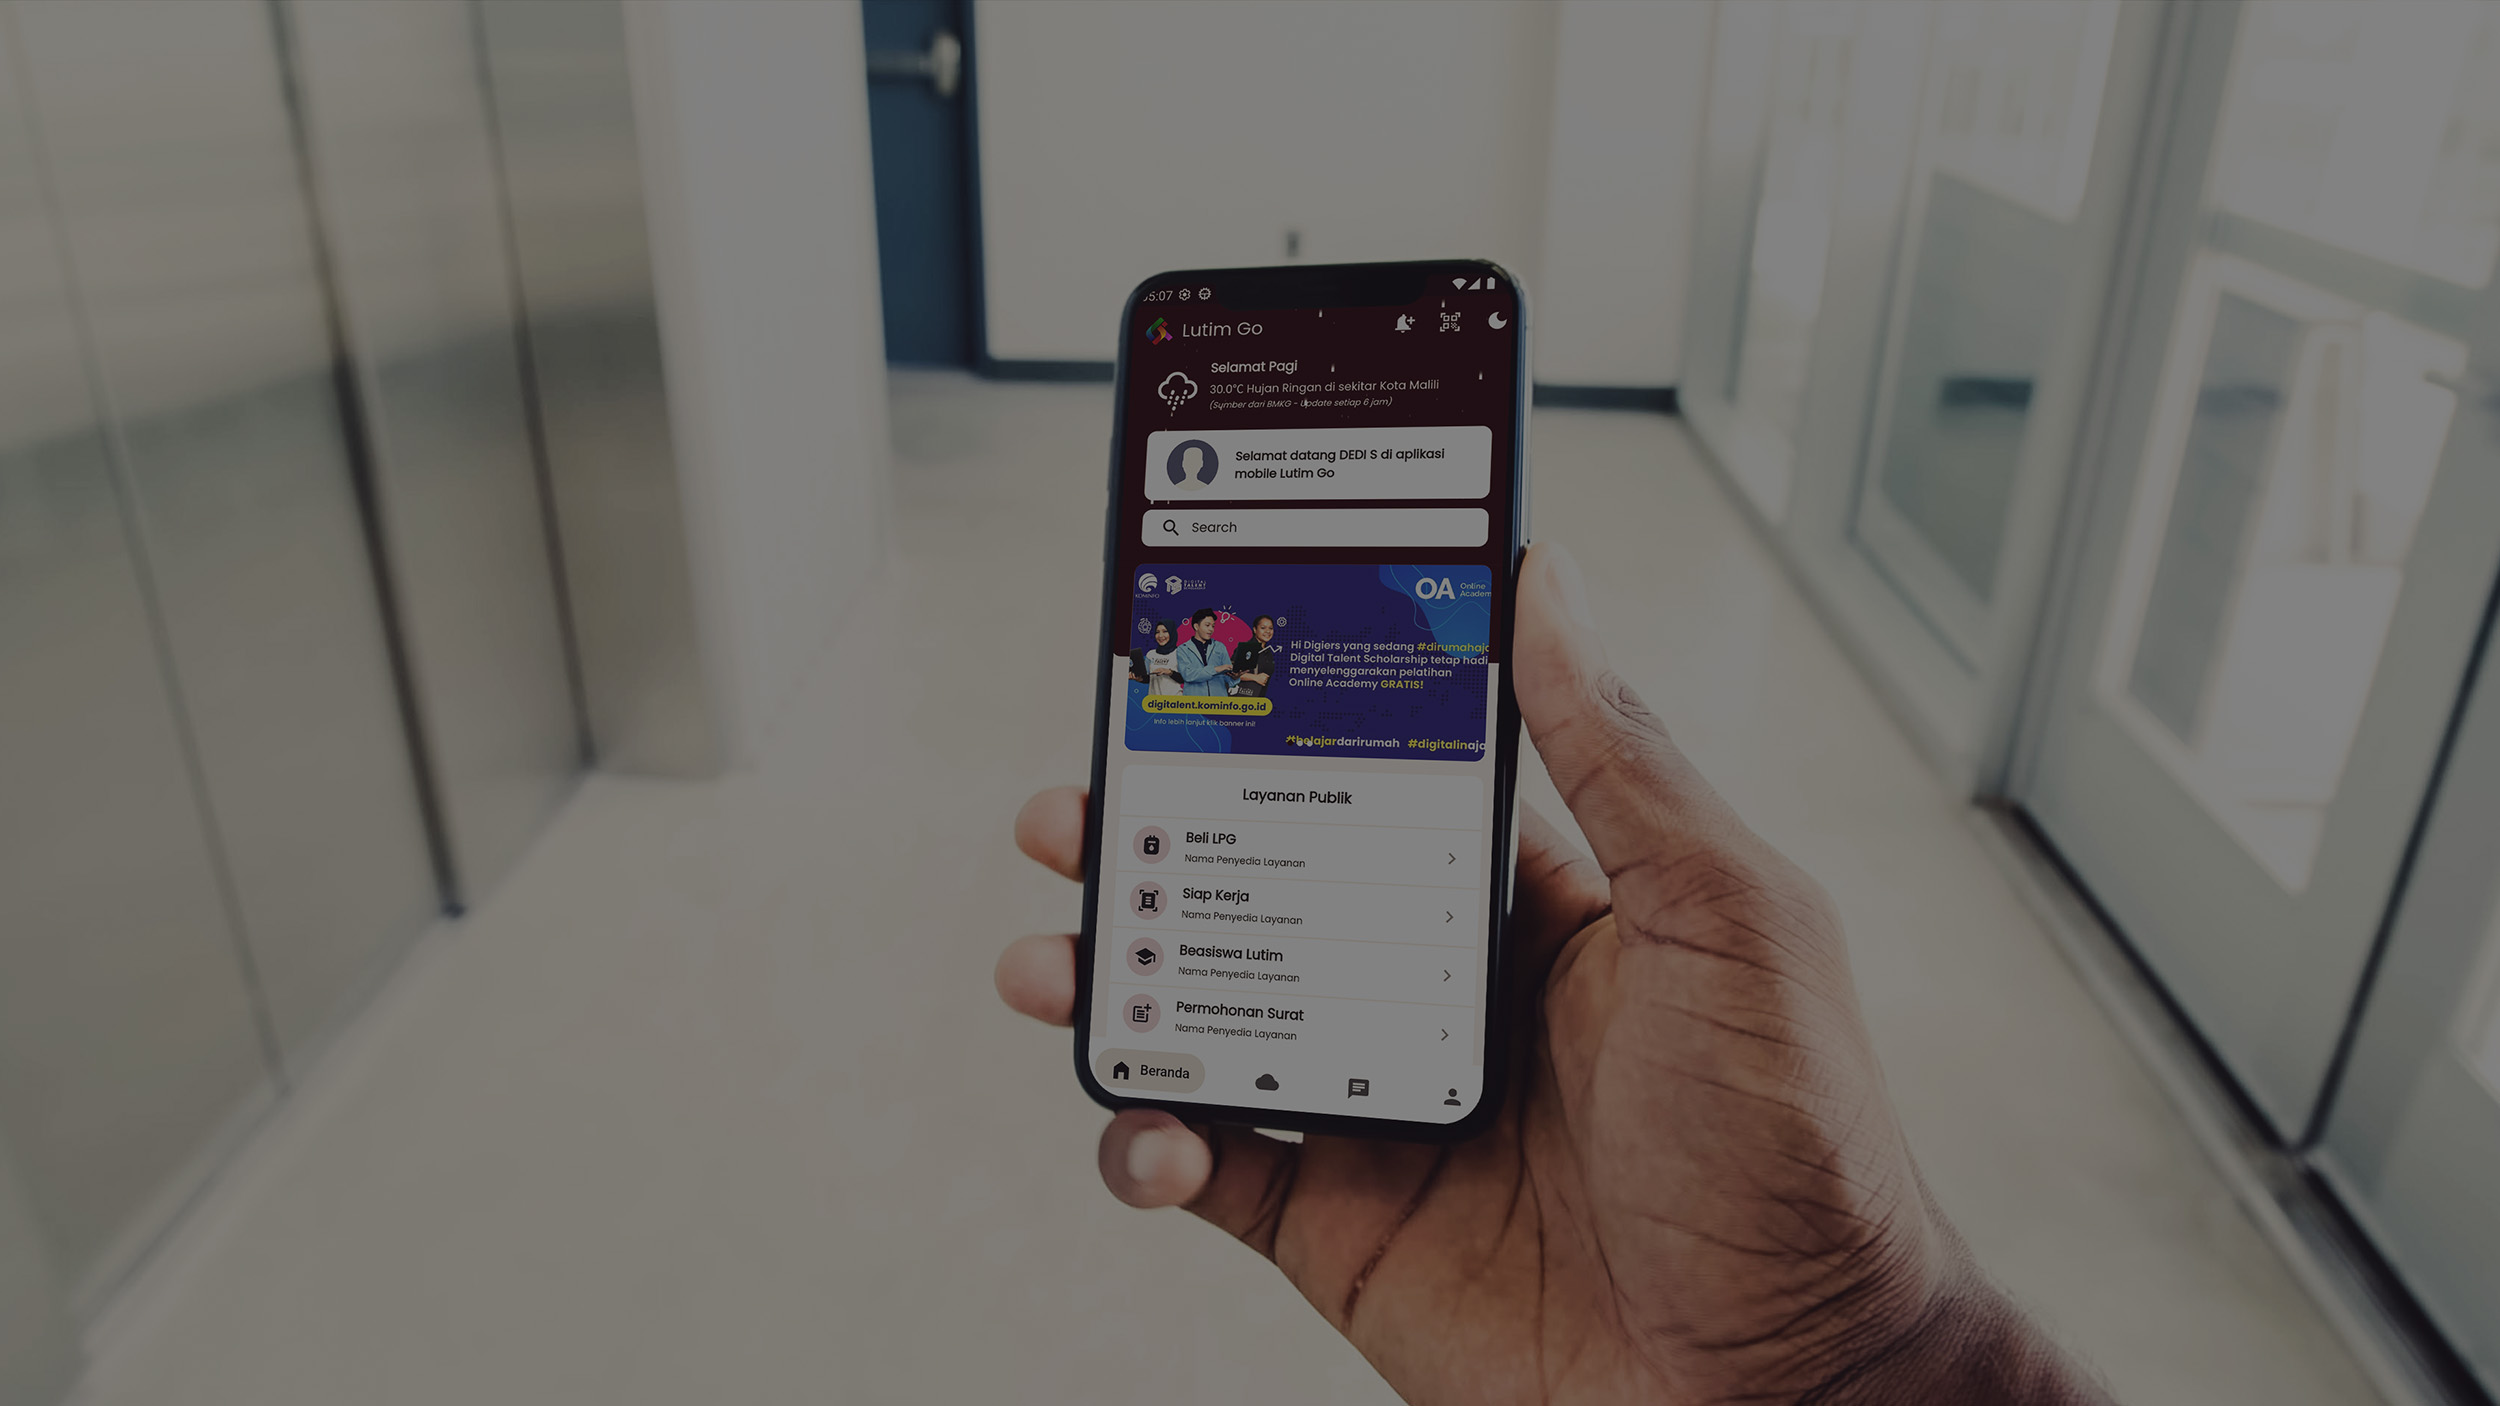 5:07
Lutim Go
Selamat Pagi
30.0°C Hujan Ringan di sekitar Kota Malili
(Sumber dari BMKG - Update setiap 6 jam)
Selamat datang DEDI S di aplikasi
mobile Lutim Go
Search
KOMINFO
DIGITAL
TALENT
OA Online
Academ
Hi Digiers yang sedang #dirumahaja
Digital Talent Scholarship tetap hadi
menyelenggarakan pelatihan
Online Academy GRATIS!
digitalent.kominfo.go.id
Info lebih lanjut klik banner ini!
#belajardarirumah #digitalinaja
Layanan Publik
Beli LPG
Nama Penyedia Layanan
Siap Kerja
Nama Penyedia Layanan
Beasiswa Lutim
Nama Penyedia Layanan
Permohonan Surat
Nama Penyedia Layanan
Beranda